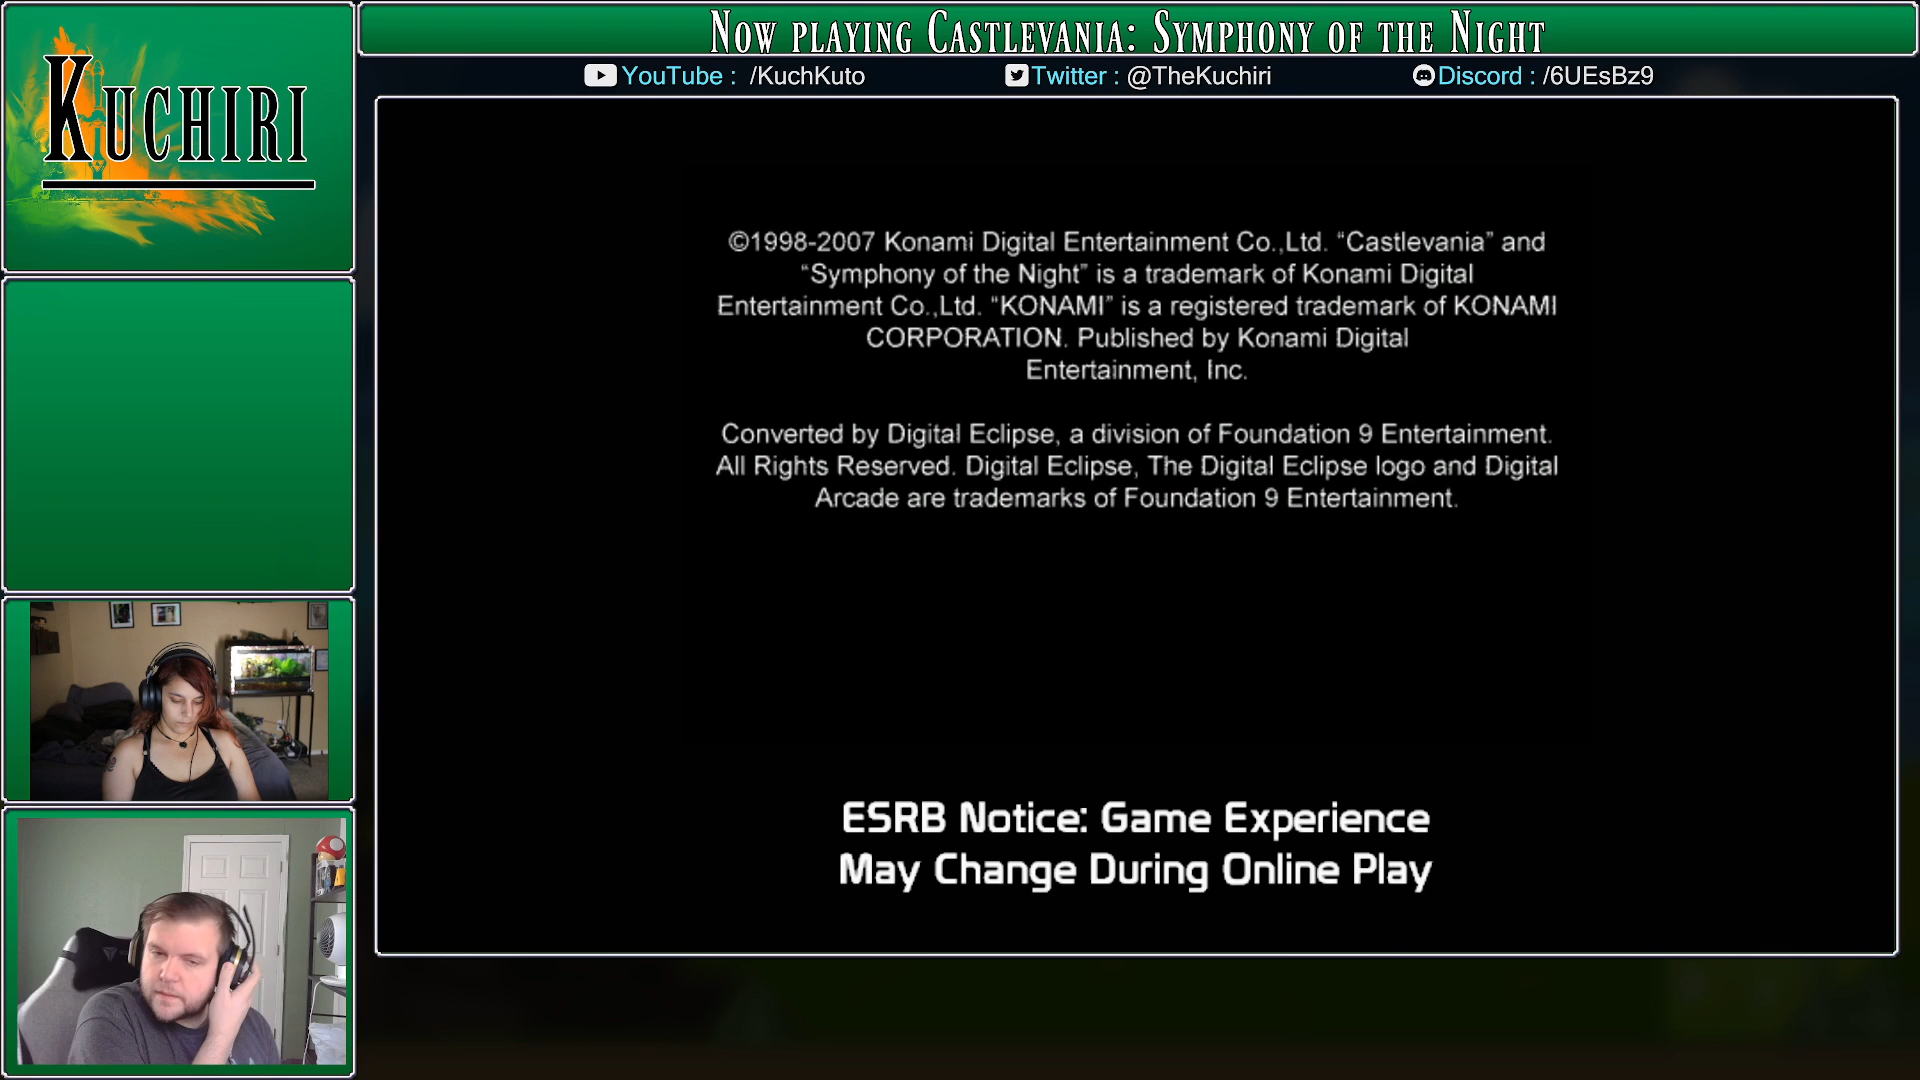 KUCHIRI
NOW PLAYING CASTLEVANIA: SYMPHONY OF THE NIGHT
YouTube : /KuchKuto
Twitter : @TheKuchiri
Discord : /6UEsBz9
©1998-2007 Konami Digital Entertainment Co.,Ltd. “Castlevania” and
“Symphony of the Night” is a trademark of Konami Digital
Entertainment Co.,Ltd. “KONAMI” is a registered trademark of KONAMI
CORPORATION. Published by Konami Digital
Entertainment, Inc.
Converted by Digital Eclipse, a division of Foundation 9 Entertainment.
All Rights Reserved. Digital Eclipse, The Digital Eclipse logo and Digital
Arcade are trademarks of Foundation 9 Entertainment.
ESRB Notice: Game Experience
May Change During Online Play